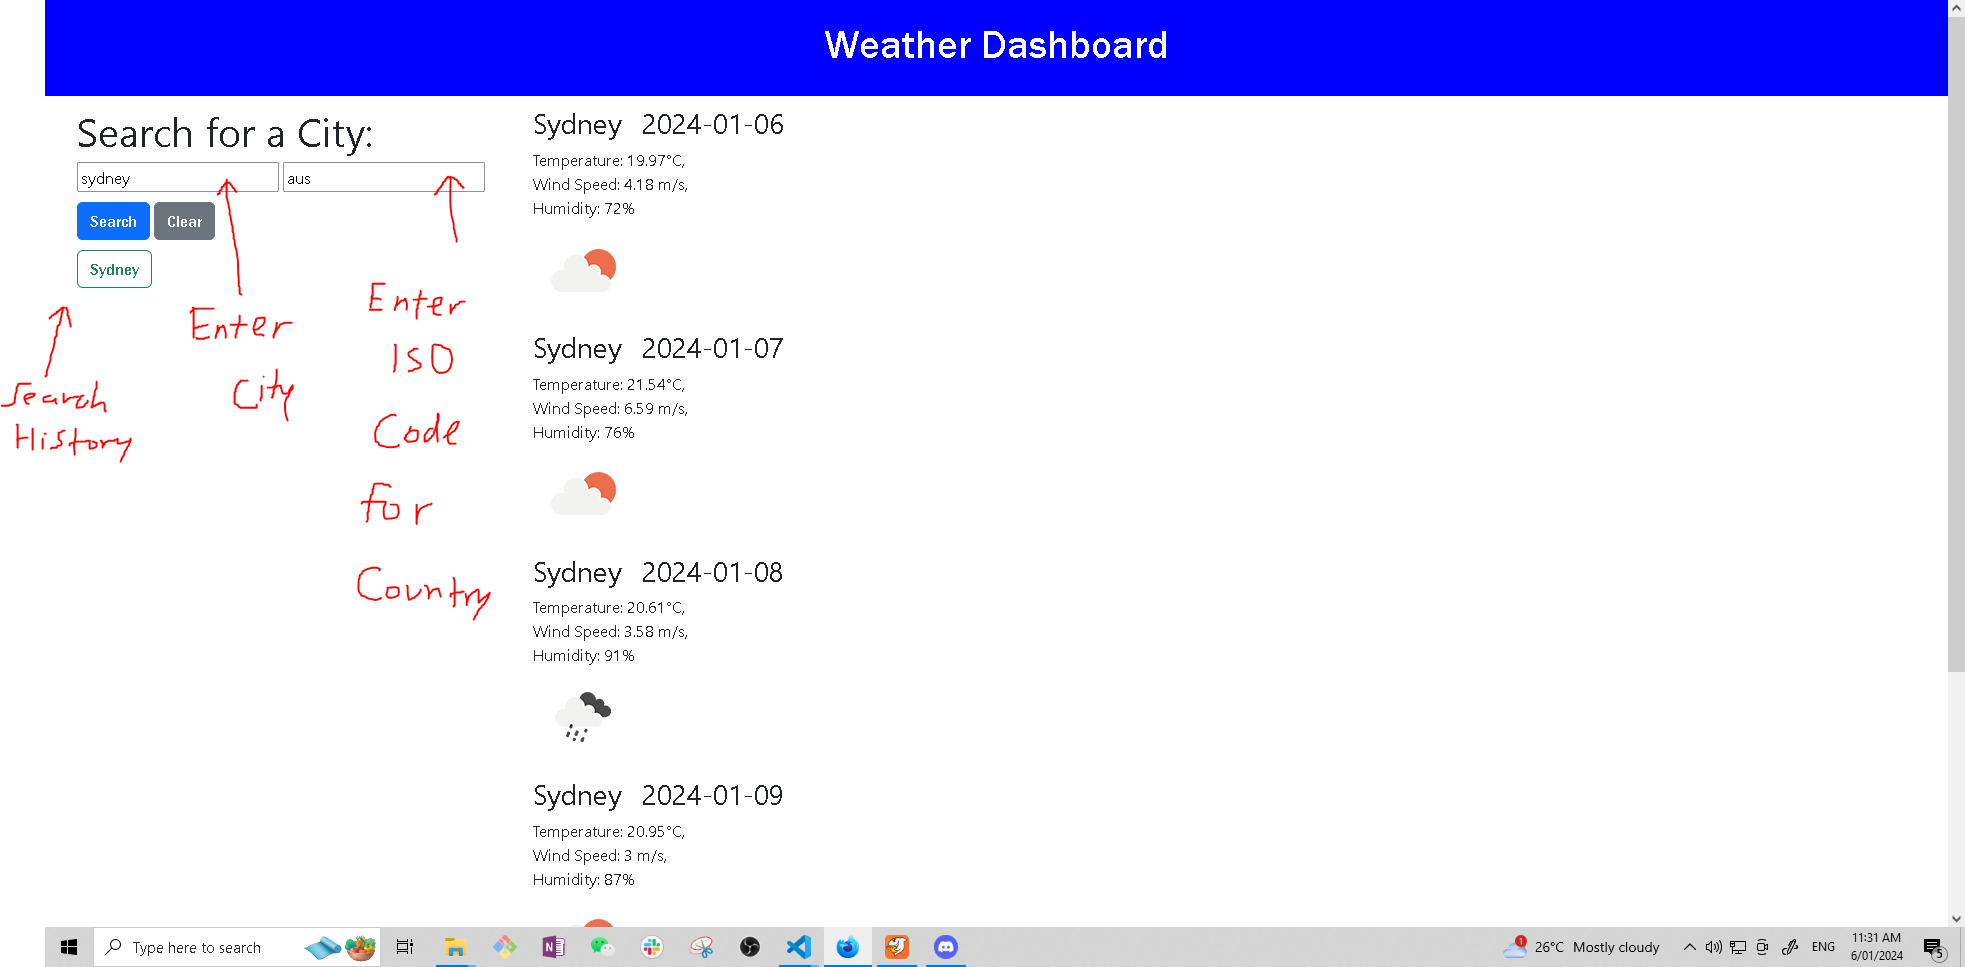 Weather Dashboard
Search for a City:
sydney
aus
Search
Clear
Sydney
Search
History
Enter
City
Enter
ISO
Code
for
Country
Sydney 2024-01-06
Temperature: 19.97°C,
Wind Speed: 4.18 m/s,
Humidity: 72%
Sydney 2024-01-07
Temperature: 21.54°C,
Wind Speed: 6.59 m/s,
Humidity: 76%
Sydney 2024-01-08
Temperature: 20.61°C,
Wind Speed: 3.58 m/s,
Humidity: 91%
Sydney 2024-01-09
Temperature: 20.95°C,
Wind Speed: 3 m/s,
Humidity: 87%
Type here to search
N
1
26°C Mostly cloudy
ENG
11:31 AM
6/01/2024
5